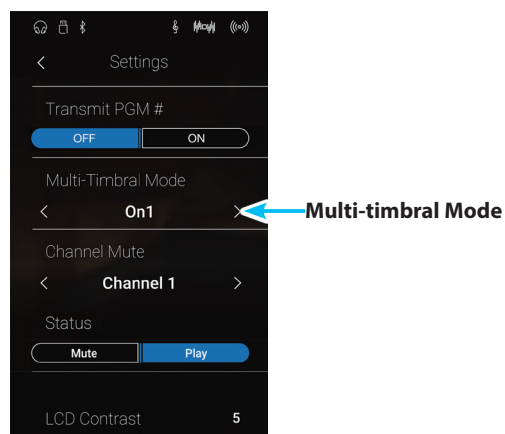 Settings
Transmit PGM #
OFF ON
Multi-Timbral Mode
On1
Multi-timbral Mode
Channel Mute
Channel 1
Status
Mute Play
LCD Contrast 5